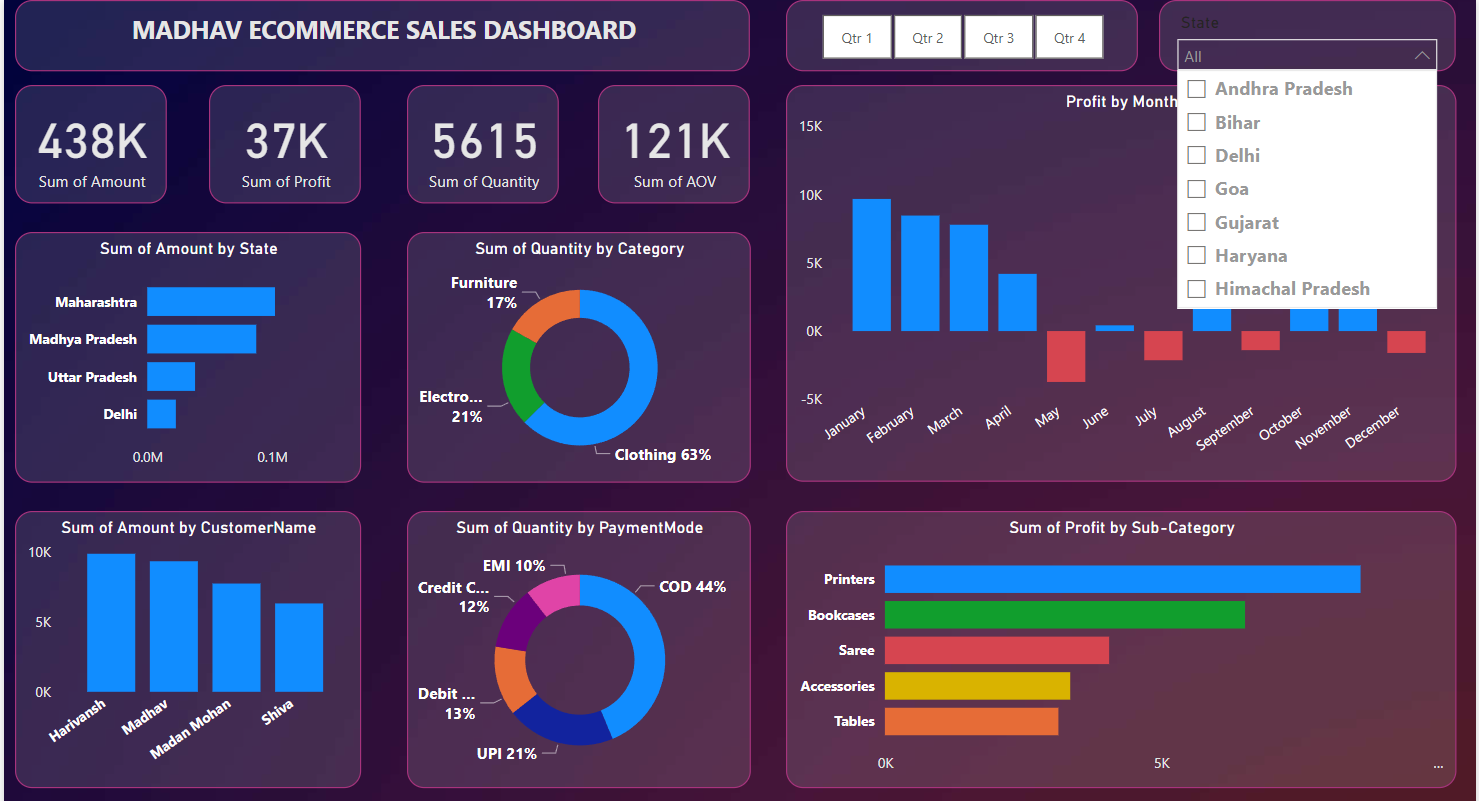 MADHAV ECOMMERCE SALES DASHBOARD
Qtr 1
Qtr 2
Qtr 3
Qtr 4
State
All
Andhra Pradesh
Bihar
Delhi
Goa
Gujarat
Haryana
Himachal Pradesh
438K
Sum of Amount
37K
Sum of Profit
5615
Sum of Quantity
121K
Sum of AOV
Profit by Month
15K
10K
5K
0K
-5K
January
February
March
April
May
June
July
August
September
October
November
December
Sum of Amount by State
Maharashtra
Madhya Pradesh
Uttar Pradesh
Delhi
0.0M
0.1M
Sum of Quantity by Category
Furniture
17%
Electro...
21%
Clothing 63%
Sum of Amount by CustomerName
10K
5K
0K
Harivansh
Madhav
Madan Mohan
Shiva
Sum of Quantity by PaymentMode
EMI 10%
Credit C...
12%
COD 44%
Debit ...
13%
UPI 21%
Sum of Profit by Sub-Category
Printers
Bookcases
Saree
Accessories
Tables
0K
5K
...